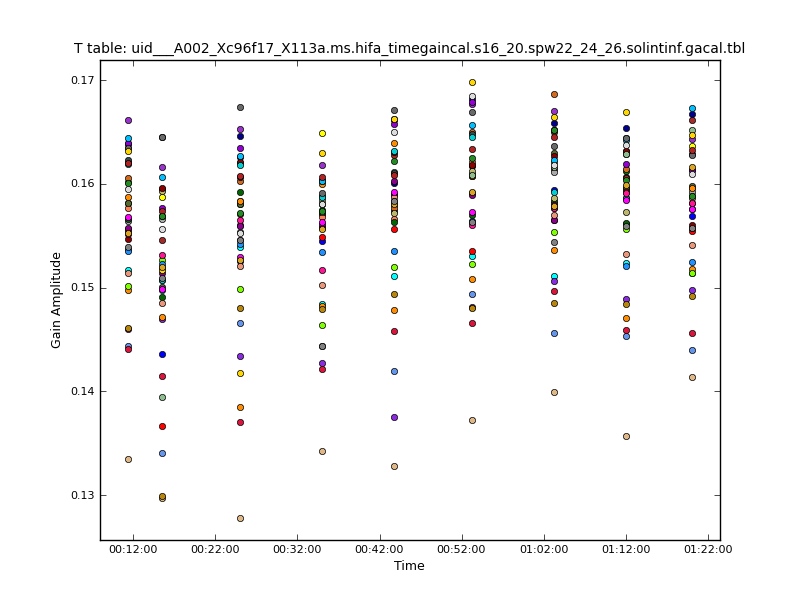 T table: uid___A002_Xc96f17_X113a.ms.hifa_timegaincal.s16_20.spw22_24_26.solintinf.gacal.tbl
0.17
0.16
0.15
0.14
0.13
Gain Amplitude
00:12:00 00:22:00 00:32:00 00:42:00 00:52:00 01:02:00 01:12:00 01:22:00
Time